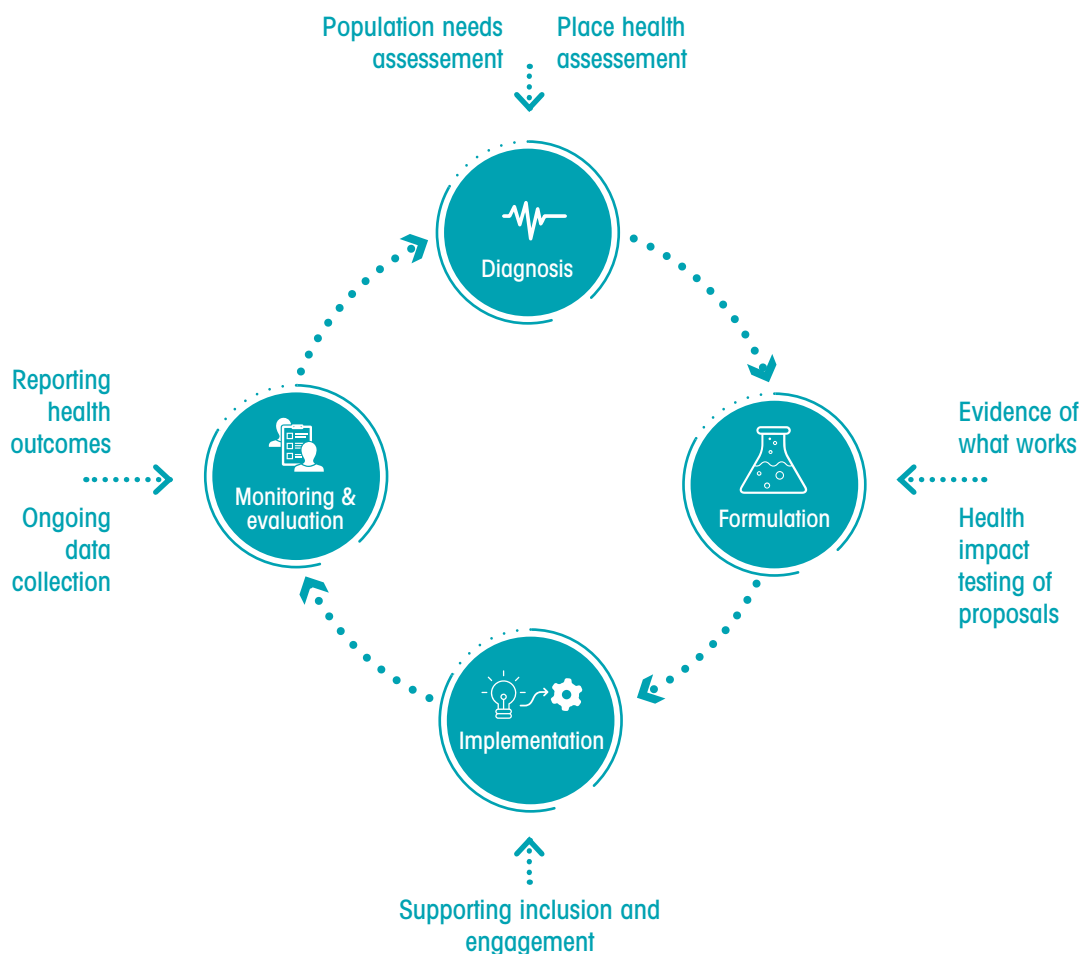 Population needs
assessement
Place health
assessment
Diagnosis
Reporting
health
outcomes
Ongoing
data
collection
Monitoring &
evaluation
Formulation
Evidence of
what works
Health
impact
testing of
proposals
Implementation
Supporting inclusion and
engagement